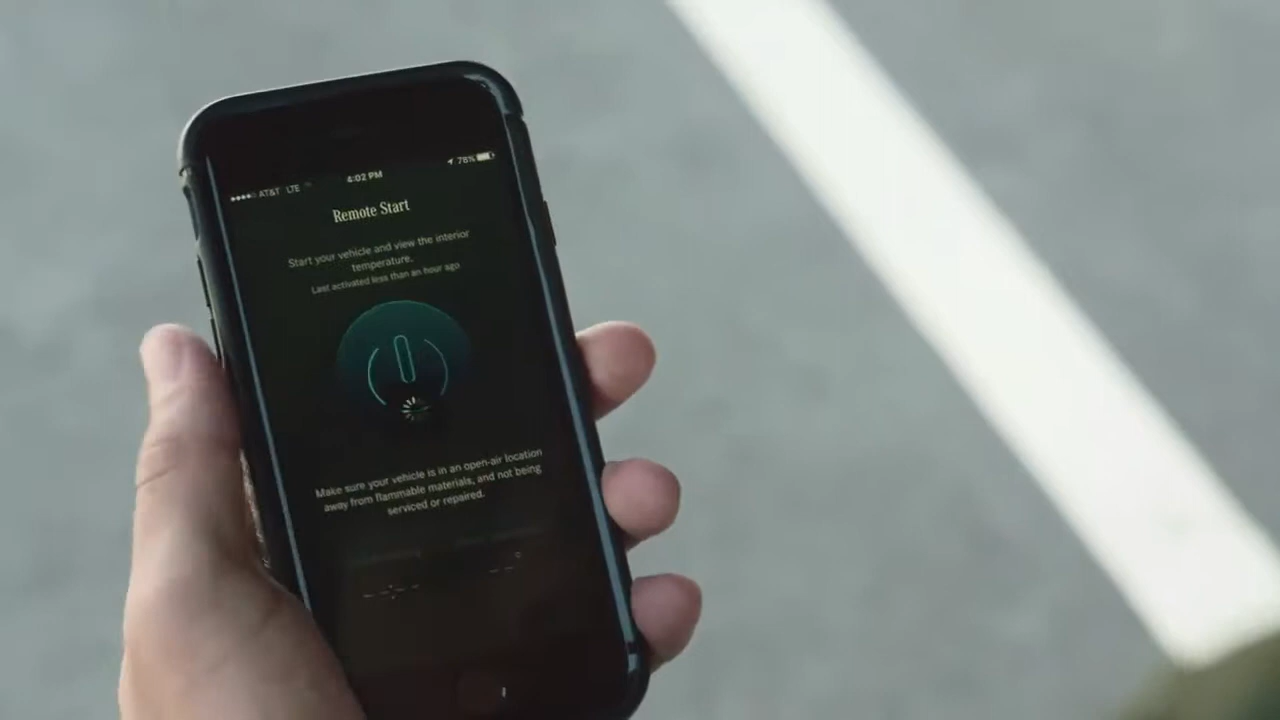 AT&T LTE 4:02 PM 76%
Remote Start
Start your vehicle and view the interior
temperature.
Last activated less than an hour ago
Make sure your vehicle is in an open-air location
away from flammable materials, and not being
serviced or repaired.